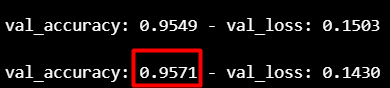 val_accuracy: 0.9549 - val_loss: 0.1503
val_accuracy: 0.9571 - val_loss: 0.1430